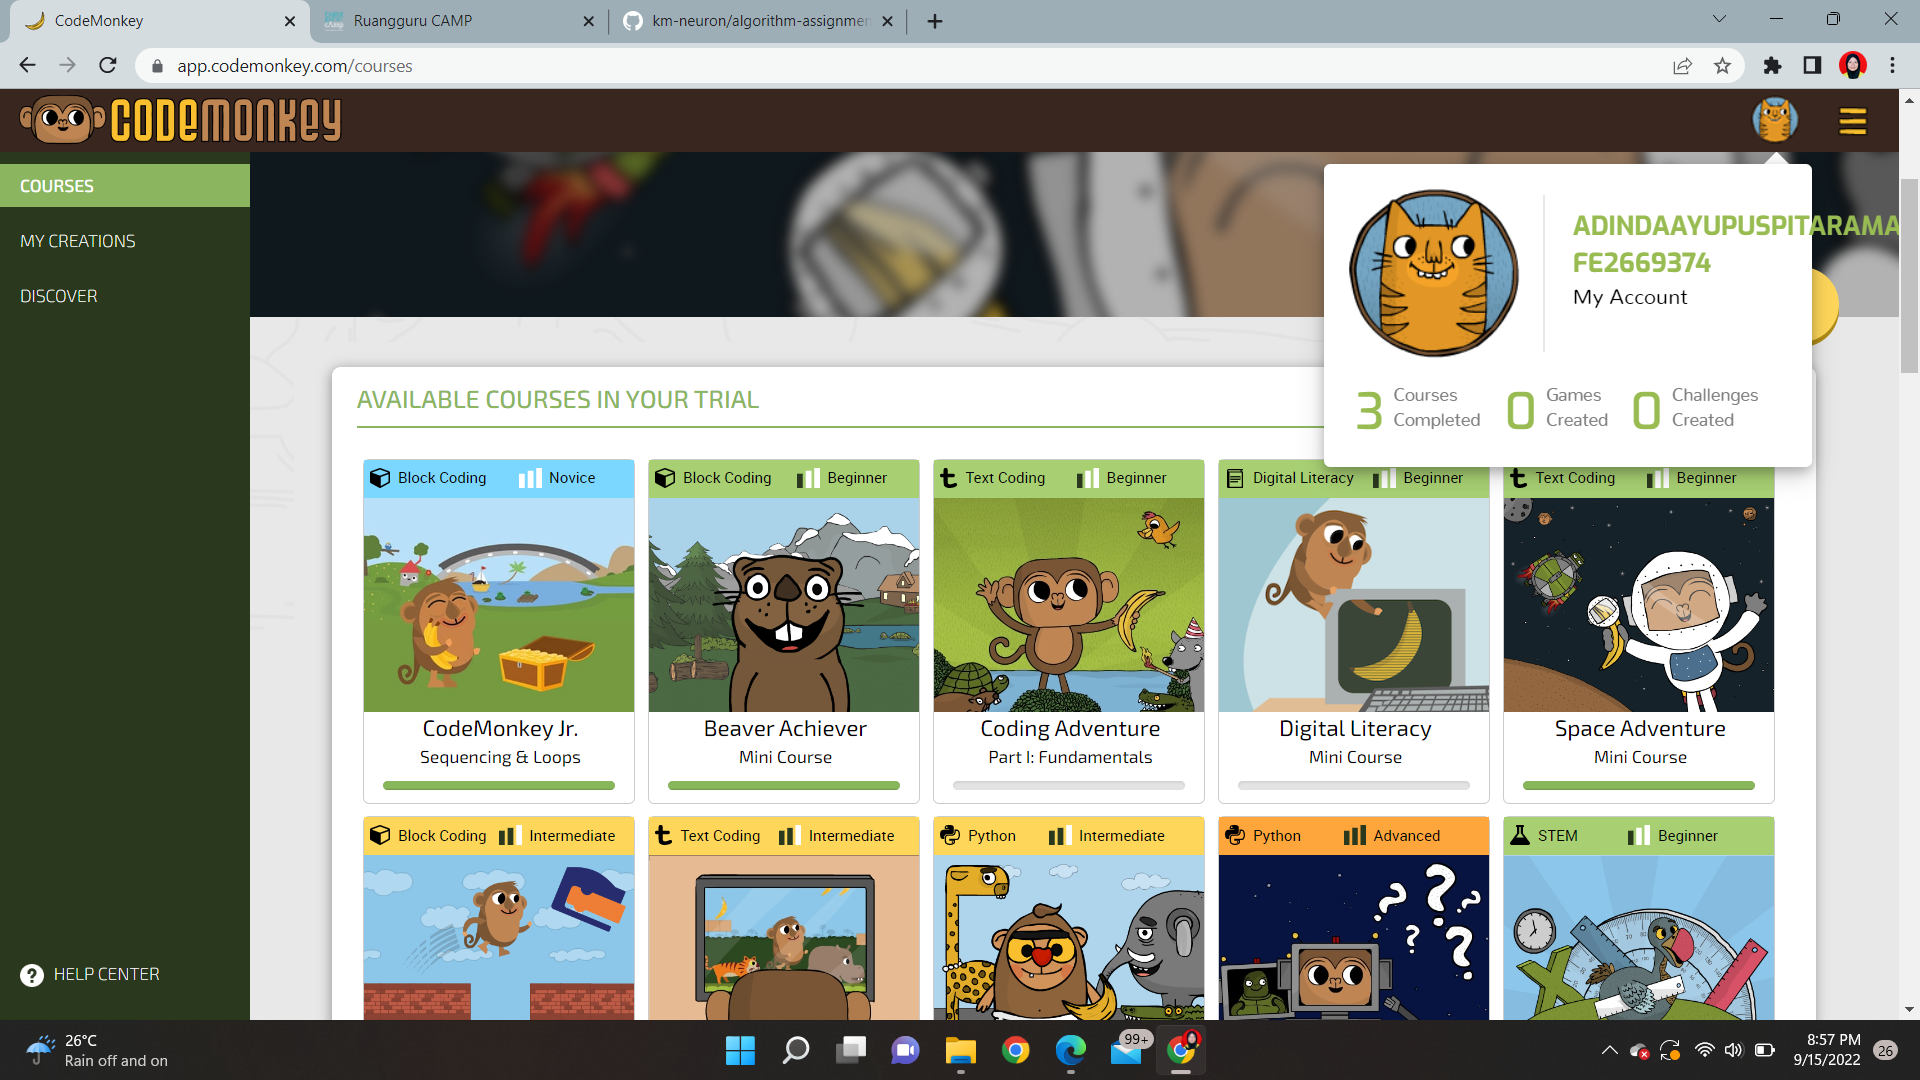 CodeMonkey
Ruangguru CAMP
km-neuron/algorithm-assignmen
app.codemonkey.com/courses
CODEMONKEY
COURSES
MY CREATIONS
DISCOVER
HELP CENTER
ADINDAAYUPUSPITARAMA
FE2669374
My Account
3 Courses Completed
0 Games Created
0 Challenges Created
AVAILABLE COURSES IN YOUR TRIAL
Block Coding Novice
CodeMonkey Jr.
Sequencing & Loops
Block Coding Beginner
Beaver Achiever
Mini Course
Text Coding Beginner
Coding Adventure
Part I: Fundamentals
Digital Literacy Beginner
Digital Literacy
Mini Course
Text Coding Beginner
Space Adventure
Mini Course
Block Coding Intermediate
Text Coding Intermediate
Python Intermediate
Python Advanced
STEM Beginner
26°C
Rain off and on
99+
8:57 PM
9/15/2022
26